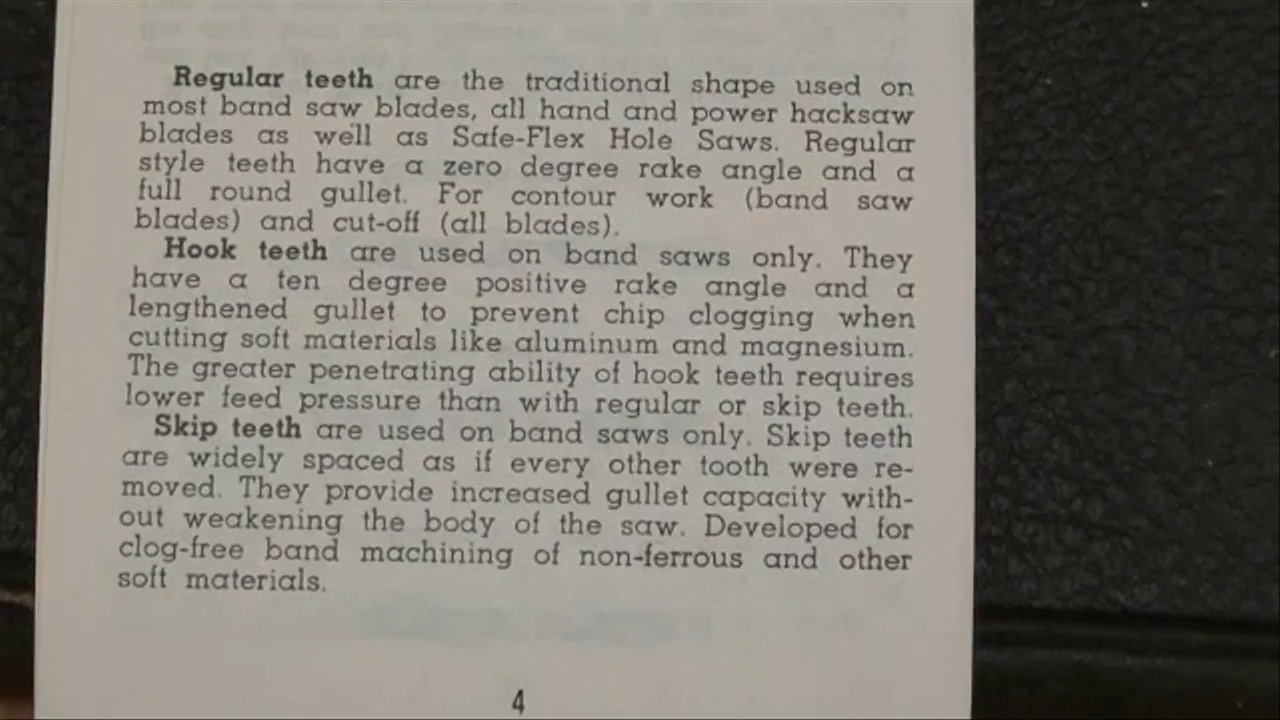 Regular teeth are the traditional shape used on
most band saw blades, all hand and power hacksaw
blades as well as Safe-Flex Hole Saws. Regular
style teeth have a zero degree rake angle and a
full round gullet. For contour work (band saw
blades) and cut-off (all blades).
Hook teeth are used on band saws only. They
have a ten degree positive rake angle and a
lengthened gullet to prevent chip clogging when
cutting soft materials like aluminum and magnesium.
The greater penetrating ability of hook teeth requires
lower feed pressure than with regular or skip teeth.
Skip teeth are used on band saws only. Skip teeth
are widely spaced as if every other tooth were re-
moved. They provide increased gullet capacity with-
out weakening the body of the saw. Developed for
clog-free band machining of non-ferrous and other
soft materials.
4